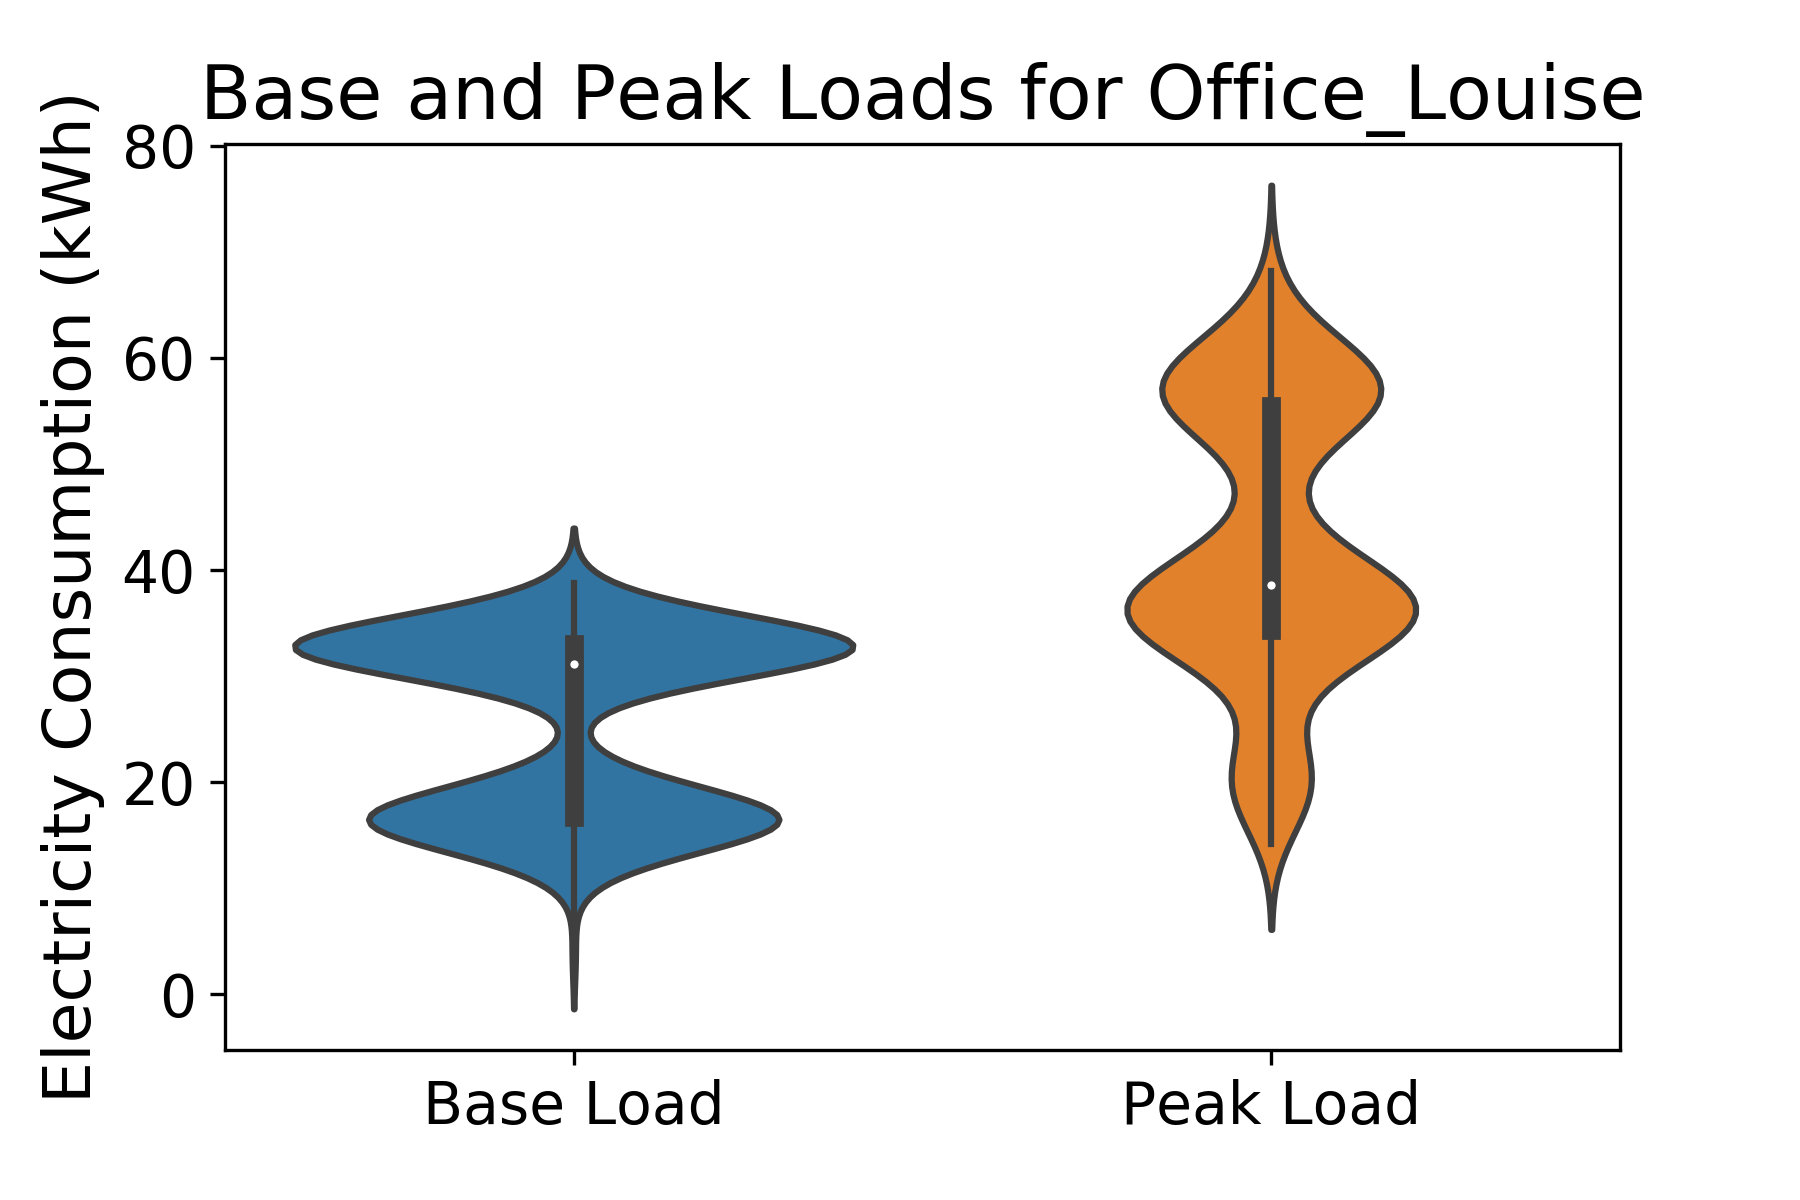 Base and Peak Loads for Office_Louise
Electricity Consumption (kWh)
80
60
40
20
0
Base Load
Peak Load